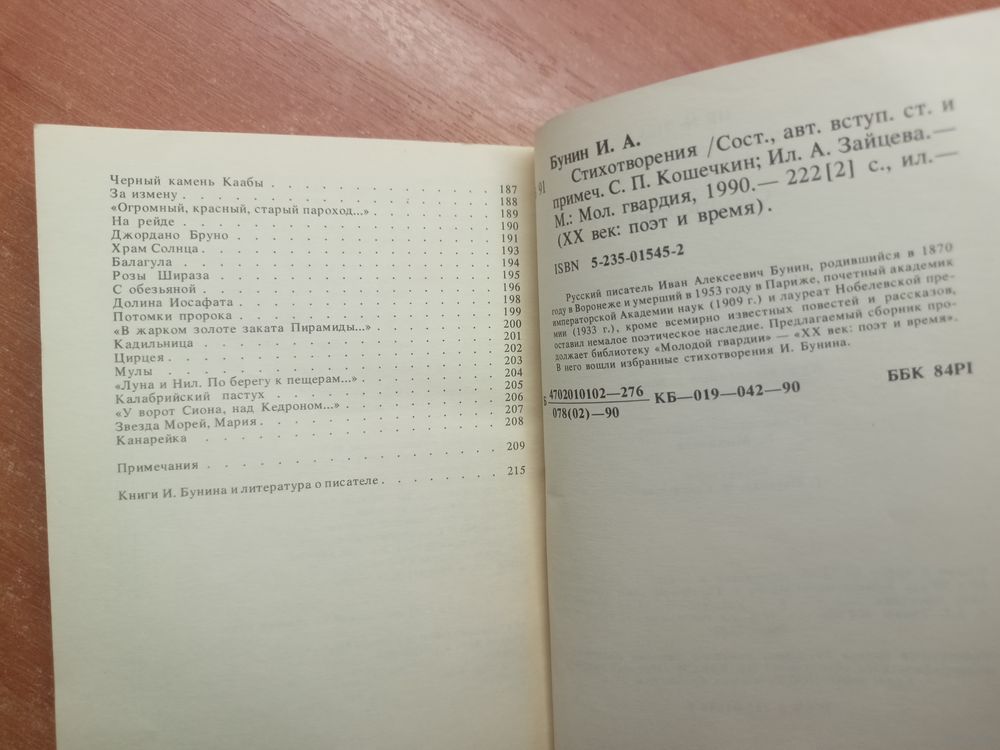 Черный камень Каабы . . . . . . . . . . . . . . . . 187
За измену . . . . . . . . . . . . . . . . 188
«Огромный, красный, старый пароход...» . . . . . . . . 189
На рейде . . . . . . . . . . . . . . . . 190
Джордано Бруно . . . . . . . . . . . . . . . . 191
Храм Солнца . . . . . . . . . . . . . . . . 193
Балагула . . . . . . . . . . . . . . . . 194
Розы Шираза . . . . . . . . . . . . . . . . 195
С обезьяной . . . . . . . . . . . . . . . . 196
Долина Иосафата . . . . . . . . . . . . . . . . 198
Потомки пророка . . . . . . . . . . . . . . . . 199
«В жарком золоте заката Пирамиды...» . . . . . . . . 200
Кадильница . . . . . . . . . . . . . . . . 201
Цирцея . . . . . . . . . . . . . . . . 202
Мулы . . . . . . . . . . . . . . . . 203
«Луна и Нил. По берегу к пещерам...» . . . . . . . . 204
Калабрийский пастух . . . . . . . . . . . . . . 205
«У ворот Сиона, над Кедроном...» . . . . . . . . . . 206
Звезда Морей, Мария . . . . . . . . . . . . . . 207
Канарейка . . . . . . . . . . . . . . . . 208
Примечания . . . . . . . . . . . . . . . . 209
Книги И. Бунина и литература о писателе . . . . . . . . 215
Бунин И. А.
91 Стихотворения /Сост., авт. вступ. ст. и
примеч. С. П. Кошечкин; Ил. А. Зайцева.—
М.: Мол. гвардия, 1990.— 222[2] с., ил.—
(XX век: поэт и время).
ISBN 5-235-01545-2
Русский писатель Иван Алексеевич Бунин, родившийся в 1870
году в Воронеже и умерший в 1953 году в Париже, почетный академик
императорской Академии наук (1909 г.) и лауреат Нобелевской пре-
мии (1933 г.), кроме всемирно известных повестей и рассказов,
оставил немалое поэтическое наследие. Предлагаемый сборник про-
должает библиотеку «Молодой гвардии» — «XX век: поэт и время».
В него вошли избранные стихотворения И. Бунина.
Б 4702010102—276
078(02)—90
КБ—019—042—90
ББК 84Р1